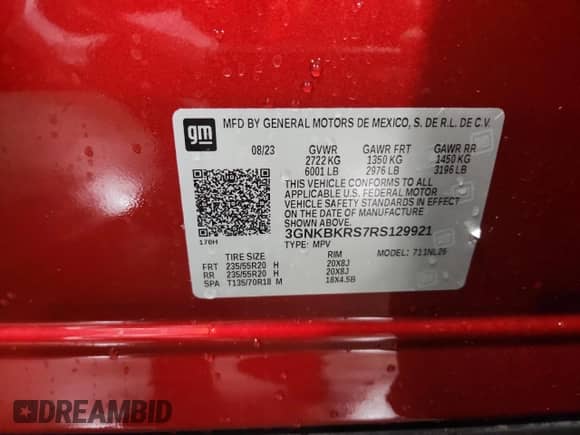 gm
MFD BY GENERAL MOTORS DE MEXICO, S. DE R.L. DE C.V.
08/23 GVWR GAWR FRT GAWR RR
2722 KG 1350 KG 1450 KG
6001 LB 2976 LB 3196 LB
THIS VEHICLE CONFORMS TO ALL
APPLICABLE U.S. FEDERAL MOTOR
VEHICLE SAFETY STANDARDS IN EFFECT
ON THE DATE OF MANUFACTURE
3GNKBKRS7RS129921
170H TYPE: MPV MODEL: 711NL26
TIRE SIZE RIM
FRT 235/55R20 H 20X8J
RR 235/55R20 H 20X8J
SPA T135/70R18 M 18X4.5B
DREAMBID